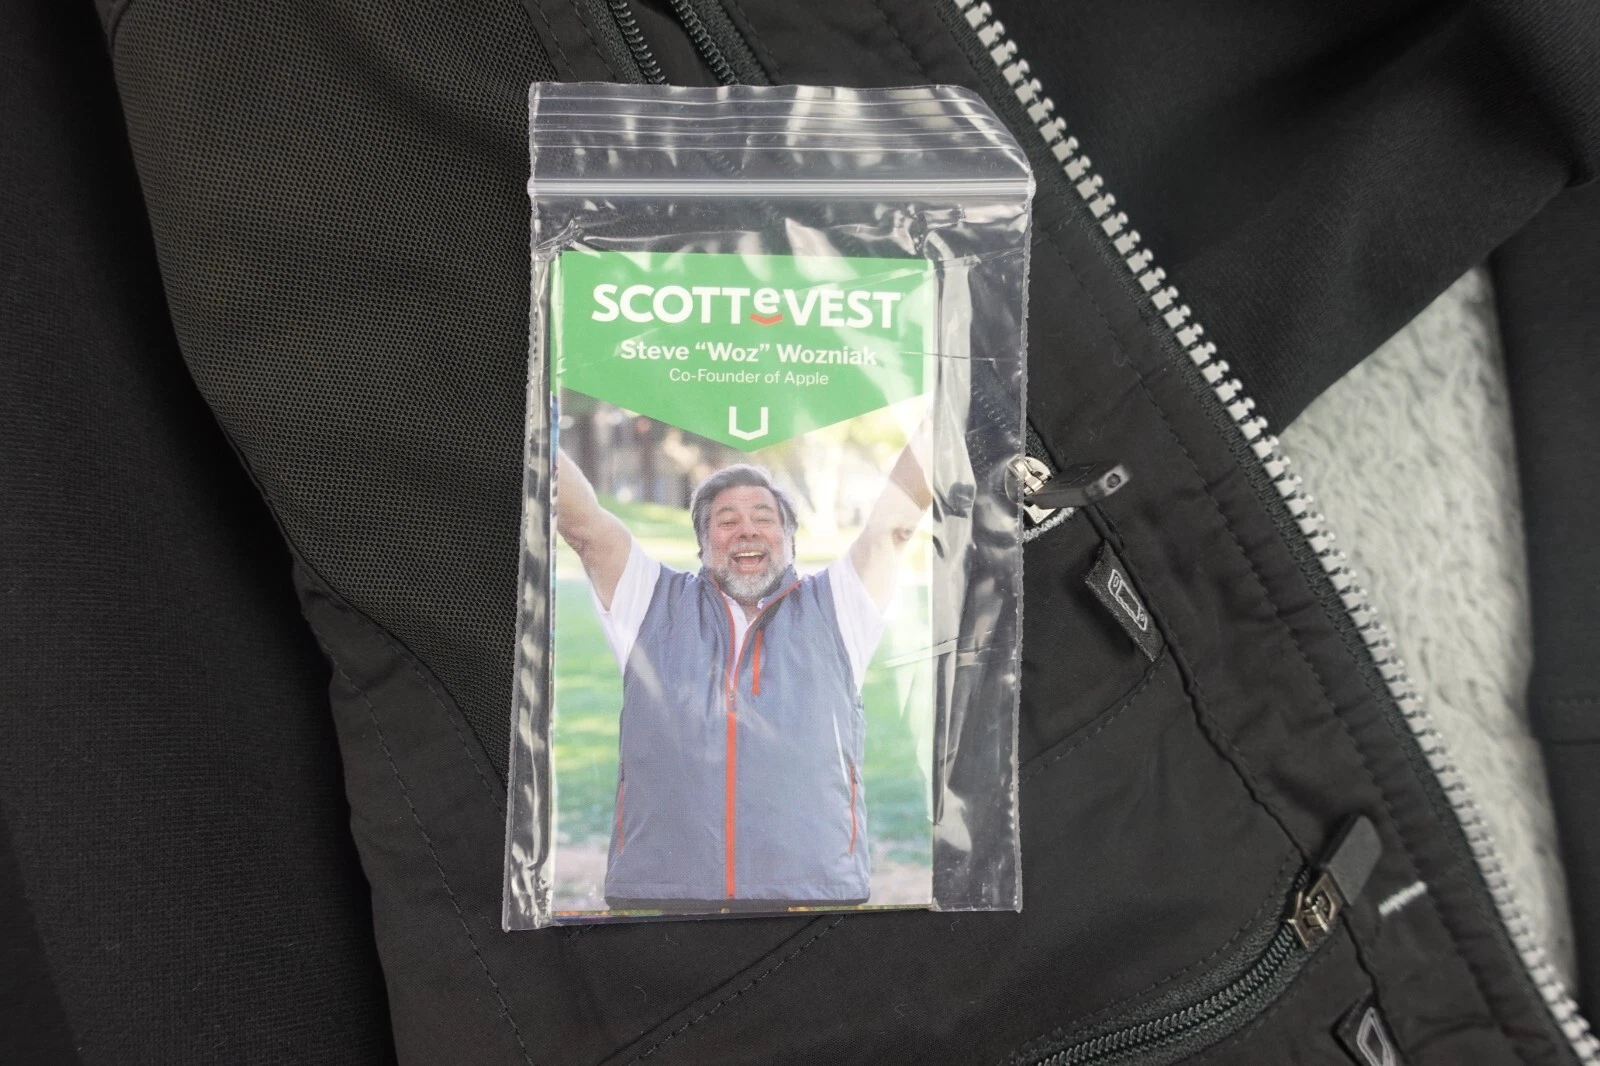 SCOTTeVEST
Steve “Woz” Wozniak
Co-Founder of Apple